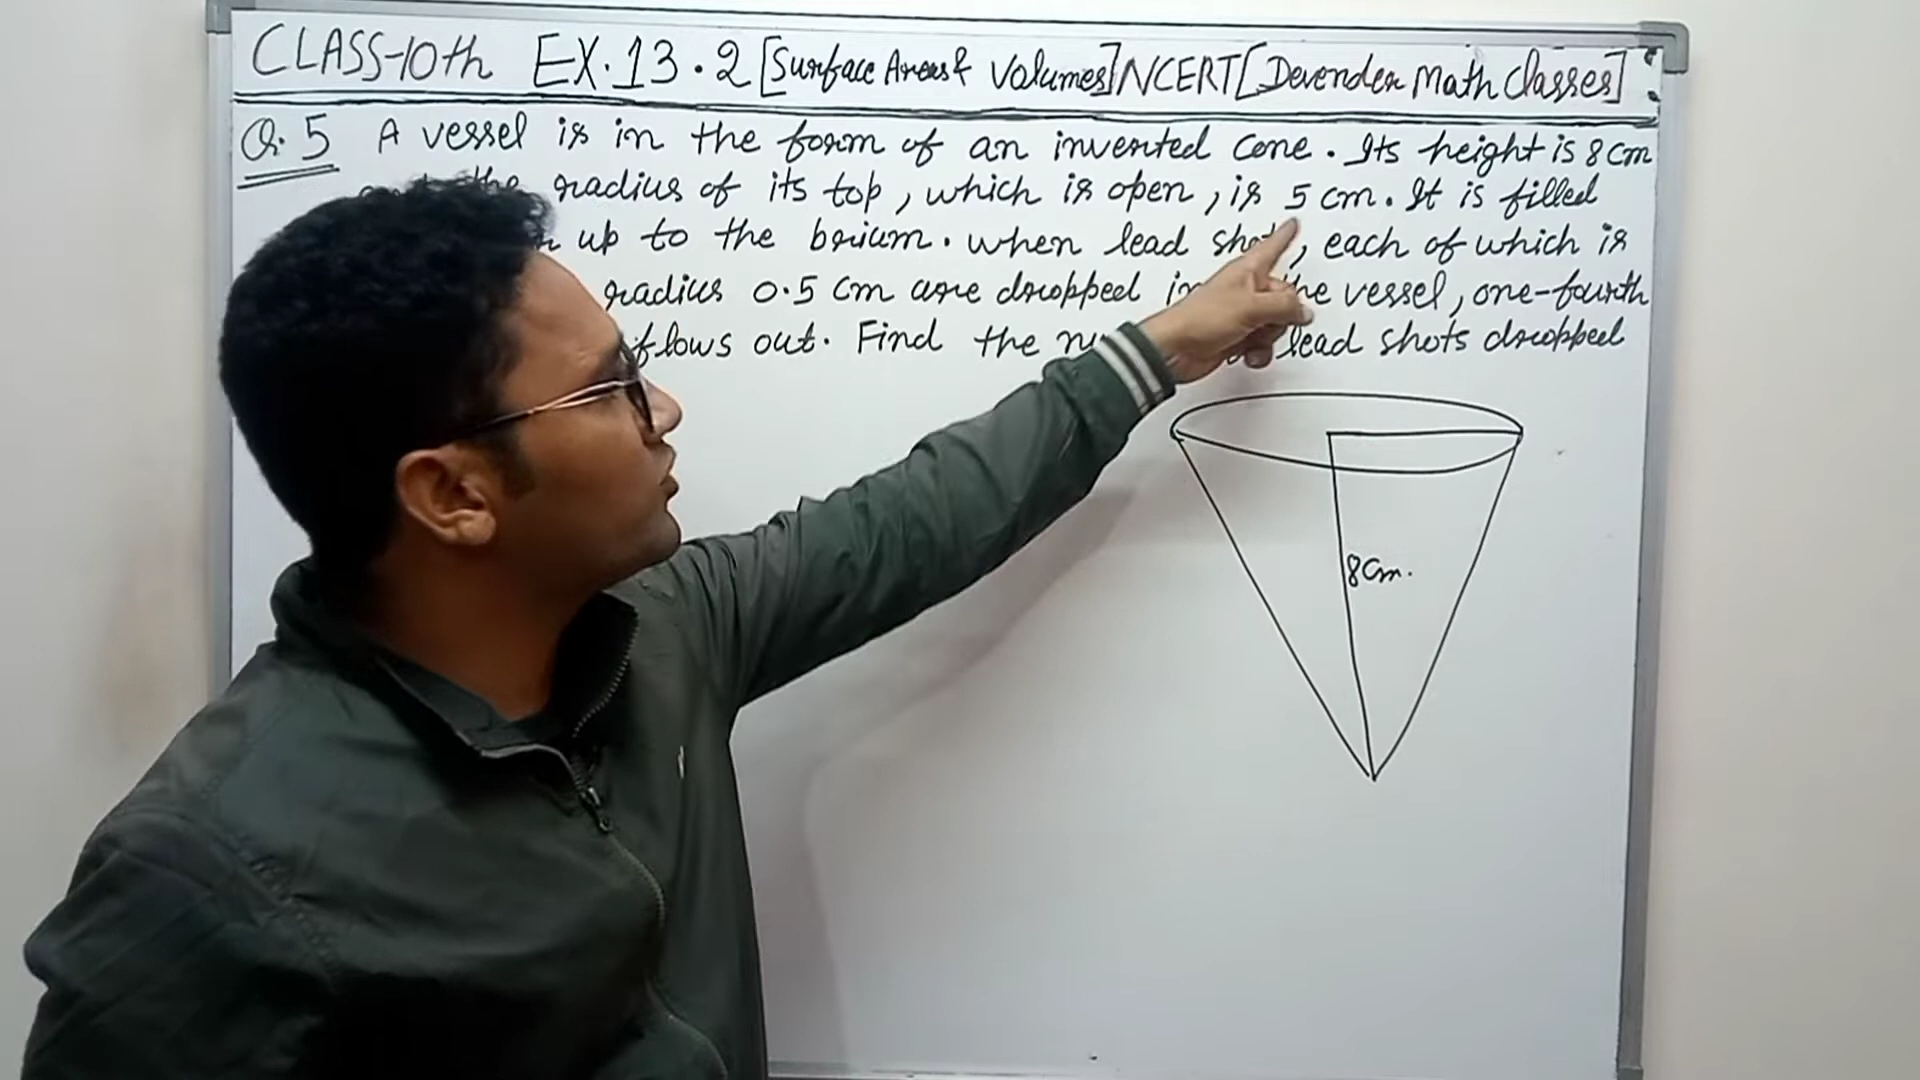 CLASS-10th EX. 13.2 [Surface Areas & Volumes] NCERT [Devender Math Classes]
Q. 5 A vessel is in the form of an inverted cone. Its height is 8 cm
the radius of its top, which is open, is 5 cm. It is filled
up to the brium. when lead , each of which is
radius 0.5 cm are dropped vessel, one-fourth
flows out. Find the lead shots dropped
8cm.